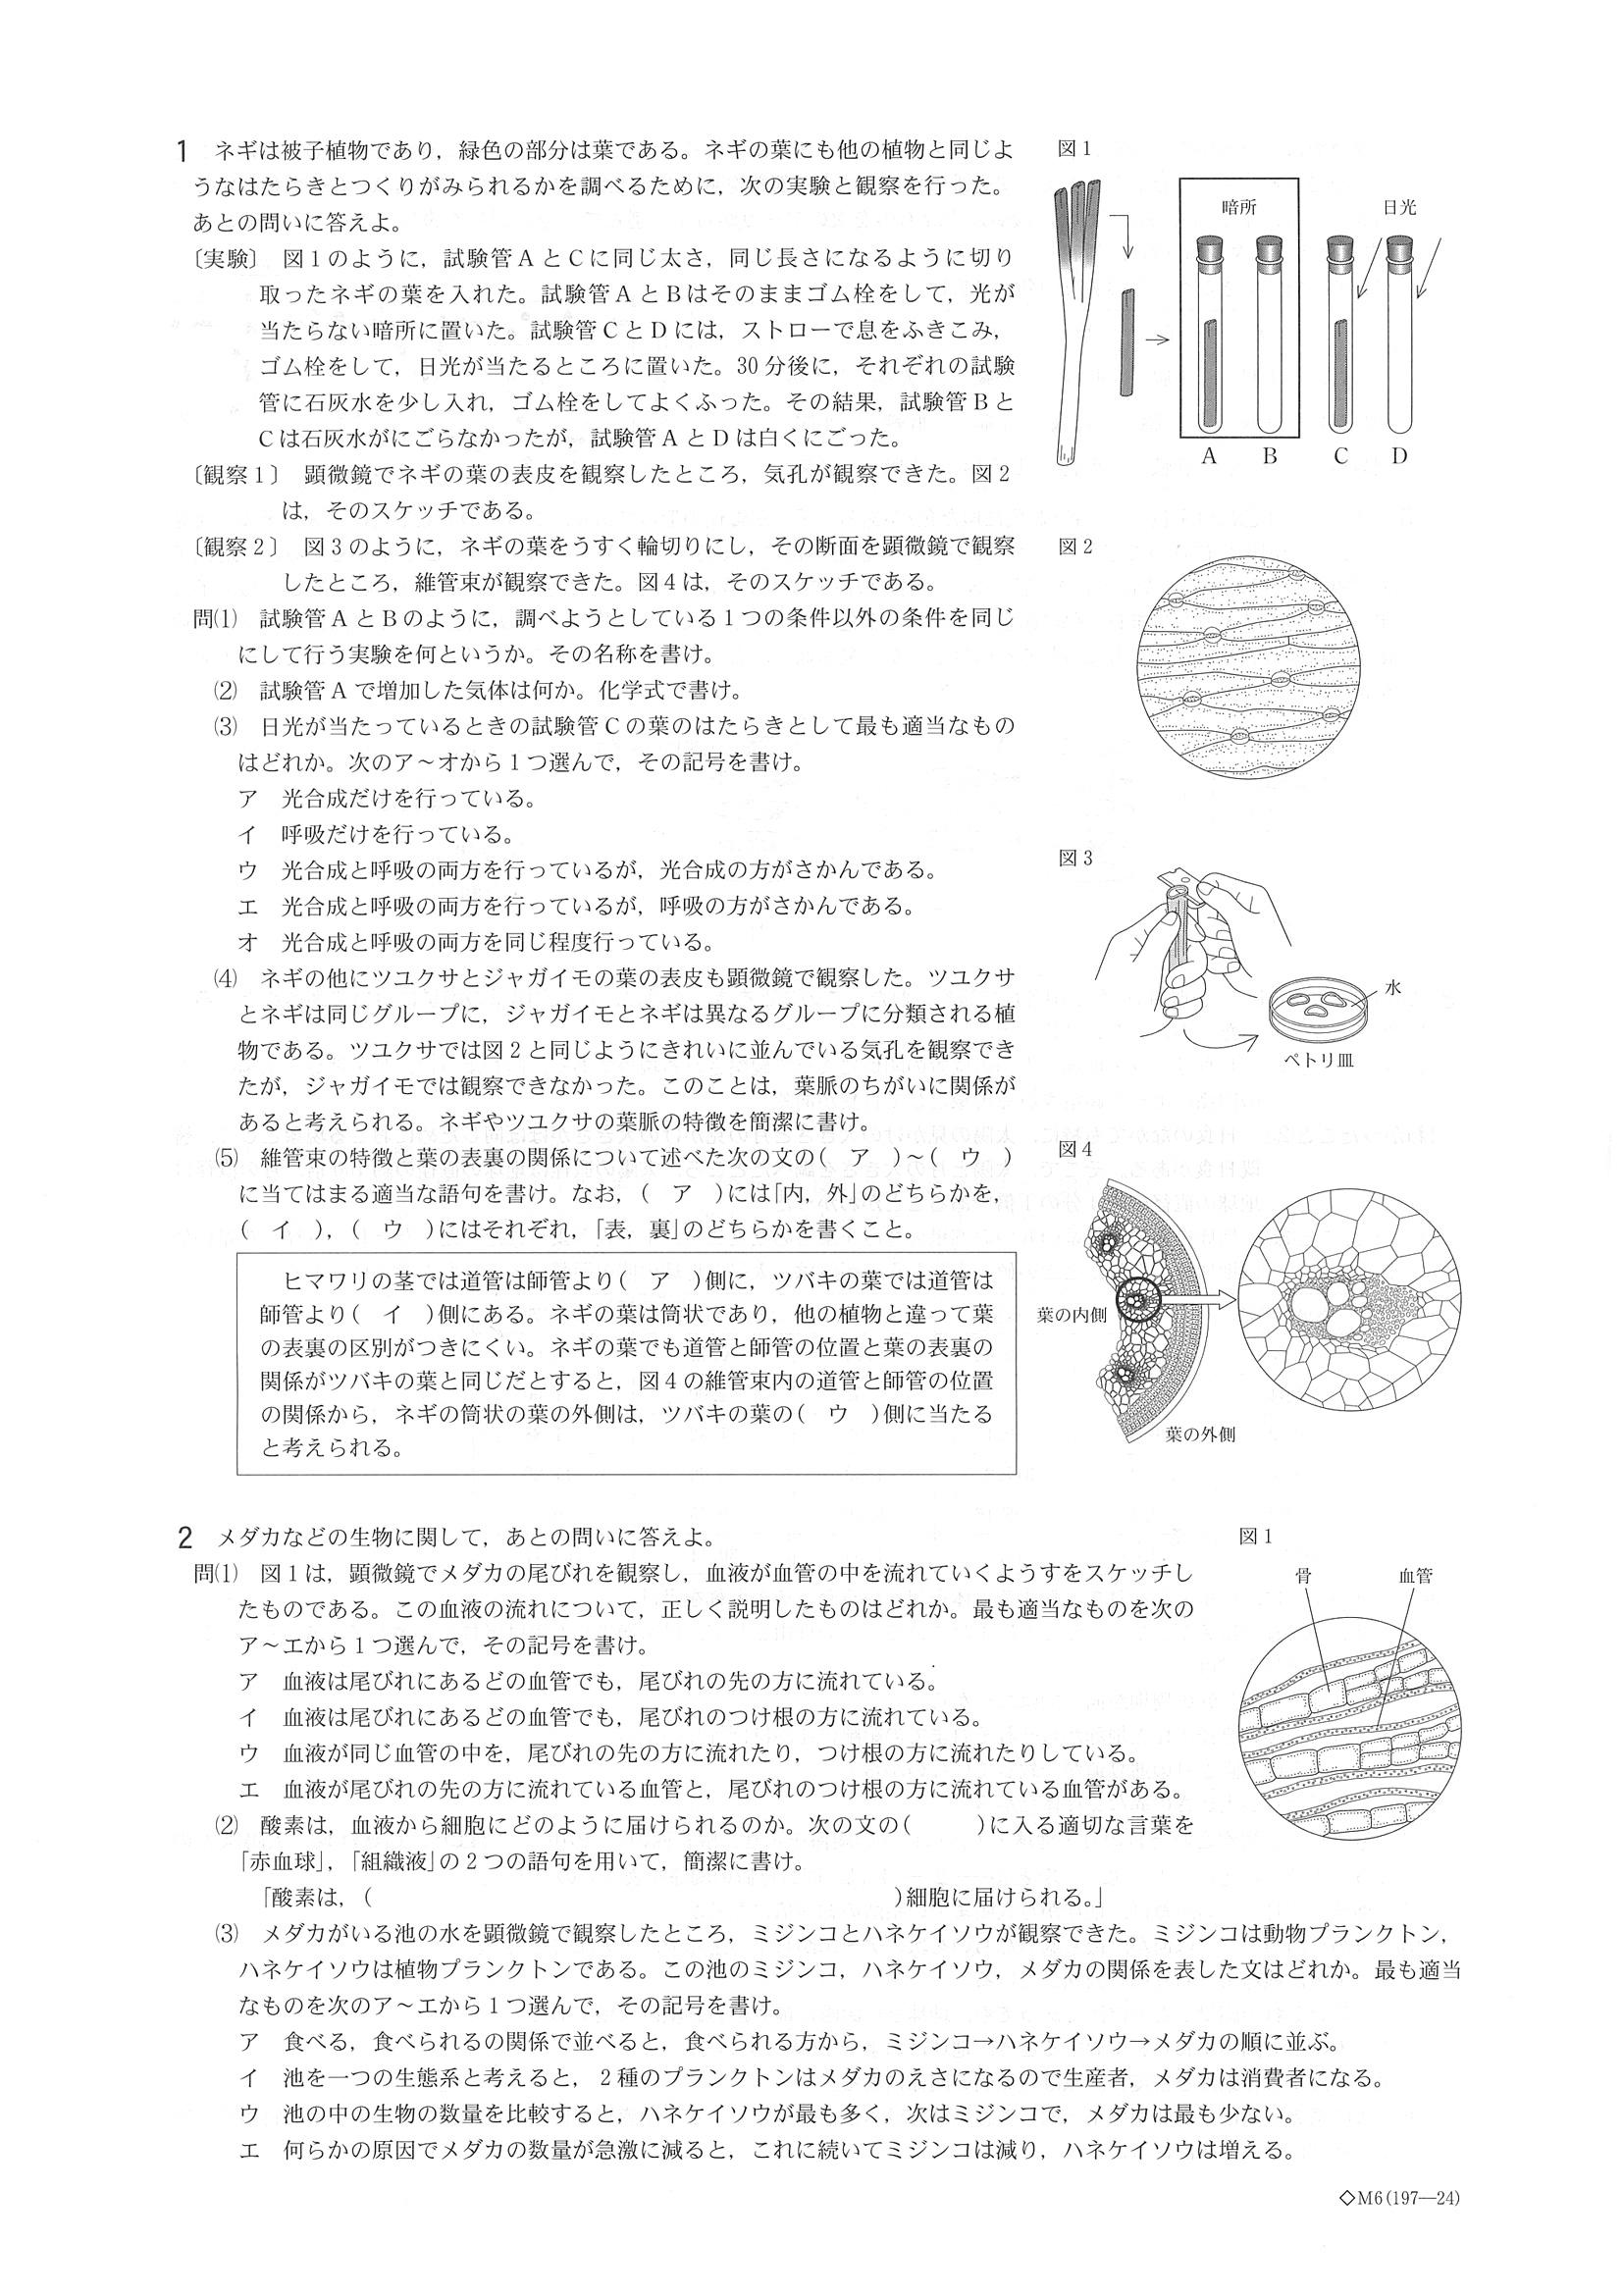 1 ネギは被子植物であり，緑色の部分は葉である。ネギの葉にも他の植物と同じよ
うなはたらきとつくりがみられるかを調べるために，次の実験と観察を行った。
あとの問いに答えよ。
〔実験〕 図1のように，試験管AとCに同じ太さ，同じ長さになるように切り
取ったネギの葉を入れた。試験管AとBはそのままゴム栓をして，光が
当たらない暗所に置いた。試験管CとDには，ストローで息をふきこみ，
ゴム栓をして，日光が当たるところに置いた。30分後に，それぞれの試験
管に石灰水を少し入れ，ゴム栓をしてよくふった。その結果，試験管Bと
Cは石灰水がにごらなかったが，試験管AとDは白くにごった。
〔観察1〕 顕微鏡でネギの葉の表皮を観察したところ，気孔が観察できた。図2
は，そのスケッチである。
〔観察2〕 図3のように，ネギの葉をうすく輪切りにし，その断面を顕微鏡で観察
したところ，維管束が観察できた。図4は，そのスケッチである。
問⑴ 試験管AとBのように，調べようとしている1つの条件以外の条件を同じ
にして行う実験を何というか。その名称を書け。
⑵ 試験管Aで増加した気体は何か。化学式で書け。
⑶ 日光が当たっているときの試験管Cの葉のはたらきとして最も適当なもの
はどれか。次のア～オから1つ選んで，その記号を書け。
ア 光合成だけを行っている。
イ 呼吸だけを行っている。
ウ 光合成と呼吸の両方を行っているが，光合成の方がさかんである。
エ 光合成と呼吸の両方を行っているが，呼吸の方がさかんである。
オ 光合成と呼吸の両方を同じ程度行っている。
⑷ ネギの他にツユクサとジャガイモの葉の表皮も顕微鏡で観察した。ツユクサ
とネギは同じグループに，ジャガイモとネギは異なるグループに分類される植
物である。ツユクサでは図2と同じようにきれいに並んでいる気孔を観察でき
たが，ジャガイモでは観察できなかった。このことは，葉脈のちがいに関係が
あると考えられる。ネギやツユクサの葉脈の特徴を簡潔に書け。
⑸ 維管束の特徴と葉の表裏の関係について述べた次の文の( ア )～( ウ )
に当てはまる適当な語句を書け。なお，( ア )には｢内，外｣のどちらかを，
( イ )，( ウ )にはそれぞれ，｢表，裏｣のどちらかを書くこと。
ヒマワリの茎では道管は師管より( ア )側に，ツバキの葉では道管は
師管より( イ )側にある。ネギの葉は筒状であり，他の植物と違って葉
の表裏の区別がつきにくい。ネギの葉でも道管と師管の位置と葉の表裏の
関係がツバキの葉と同じだとすると，図4の維管束内の道管と師管の位置
の関係から，ネギの筒状の葉の外側は，ツバキの葉の( ウ )側に当たる
と考えられる。
図1
暗所
日光
A B C D
図2
図3
水
ペトリ皿
図4
葉の内側
葉の外側
2 メダカなどの生物に関して，あとの問いに答えよ。
問⑴ 図1は，顕微鏡でメダカの尾びれを観察し，血液が血管の中を流れていくようすをスケッチし
たものである。この血液の流れについて，正しく説明したものはどれか。最も適当なものを次の
ア～エから1つ選んで，その記号を書け。
ア 血液は尾びれにあるどの血管でも，尾びれの先の方に流れている。
イ 血液は尾びれにあるどの血管でも，尾びれのつけ根の方に流れている。
ウ 血液が同じ血管の中を，尾びれの先の方に流れたり，つけ根の方に流れたりしている。
エ 血液が尾びれの先の方に流れている血管と，尾びれのつけ根の方に流れている血管がある。
⑵ 酸素は，血液から細胞にどのように届けられるのか。次の文の( )に入る適切な言葉を
｢赤血球｣，｢組織液｣の2つの語句を用いて，簡潔に書け。
｢酸素は，( )細胞に届けられる。｣
図1
骨
血管
⑶ メダカがいる池の水を顕微鏡で観察したところ，ミジンコとハネケイソウが観察できた。ミジンコは動物プランクトン，
ハネケイソウは植物プランクトンである。この池のミジンコ，ハネケイソウ，メダカの関係を表した文はどれか。最も適当
なものを次のア～エから1つ選んで，その記号を書け。
ア 食べる，食べられるの関係で並べると，食べられる方から，ミジンコ→ハネケイソウ→メダカの順に並ぶ。
イ 池を一つの生態系と考えると，2種のプランクトンはメダカのえさになるので生産者，メダカは消費者になる。
ウ 池の中の生物の数量を比較すると，ハネケイソウが最も多く，次はミジンコで，メダカは最も少ない。
エ 何らかの原因でメダカの数量が急激に減ると，これに続いてミジンコは減り，ハネケイソウは増える。
◇M6(197―24)